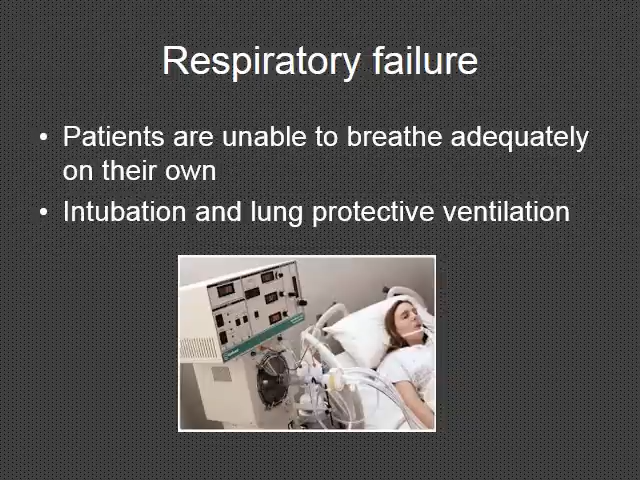 Respiratory failure
• Patients are unable to breathe adequately
on their own
• Intubation and lung protective ventilation